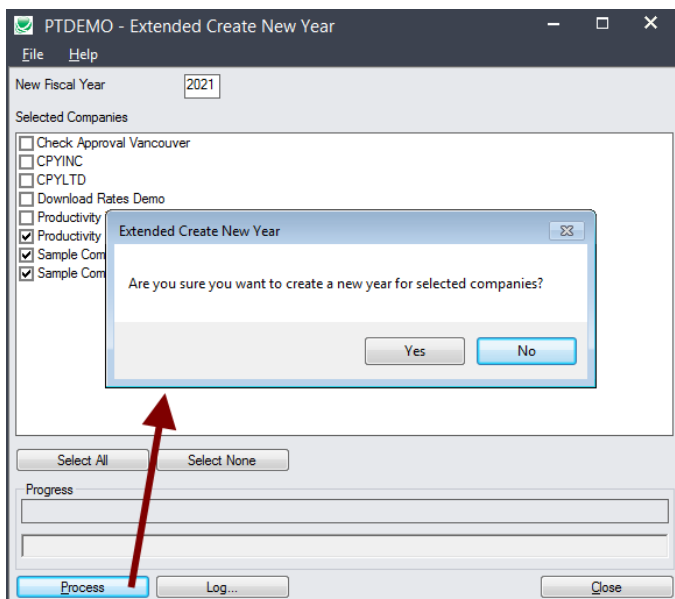 PTDEMO - Extended Create New Year
File Help
New Fiscal Year 2021
Selected Companies
Check Approval Vancouver
CPYINC
CPYLTD
Download Rates Demo
Productivity
Productivity
Sample Com
Sample Com
Extended Create New Year
Are you sure you want to create a new year for selected companies?
Yes No
Select All Select None
Progress
Process Log... Close